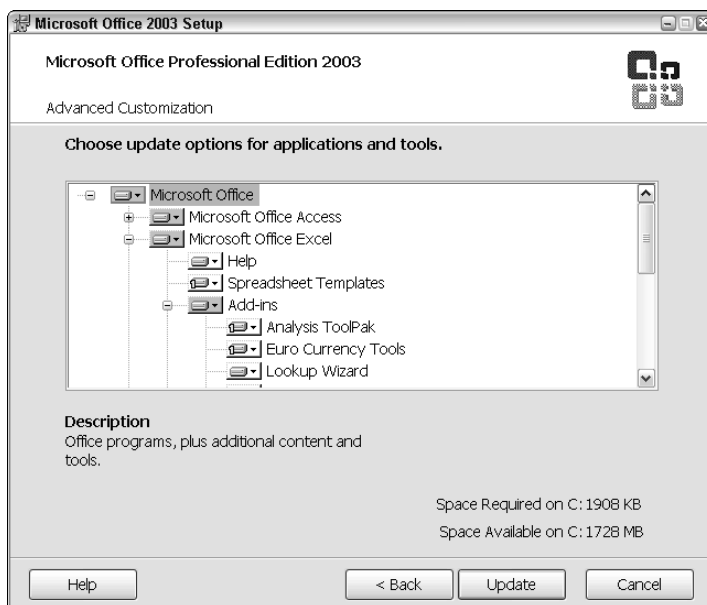 Microsoft Office 2003 Setup
Microsoft Office Professional Edition 2003
Advanced Customization
Choose update options for applications and tools.
Microsoft Office
Microsoft Office Access
Microsoft Office Excel
Help
Spreadsheet Templates
Add-ins
Analysis ToolPak
Euro Currency Tools
Lookup Wizard
Description
Office programs, plus additional content and
tools.
Space Required on C: 1908 KB
Space Available on C: 1728 MB
Help
< Back
Update
Cancel